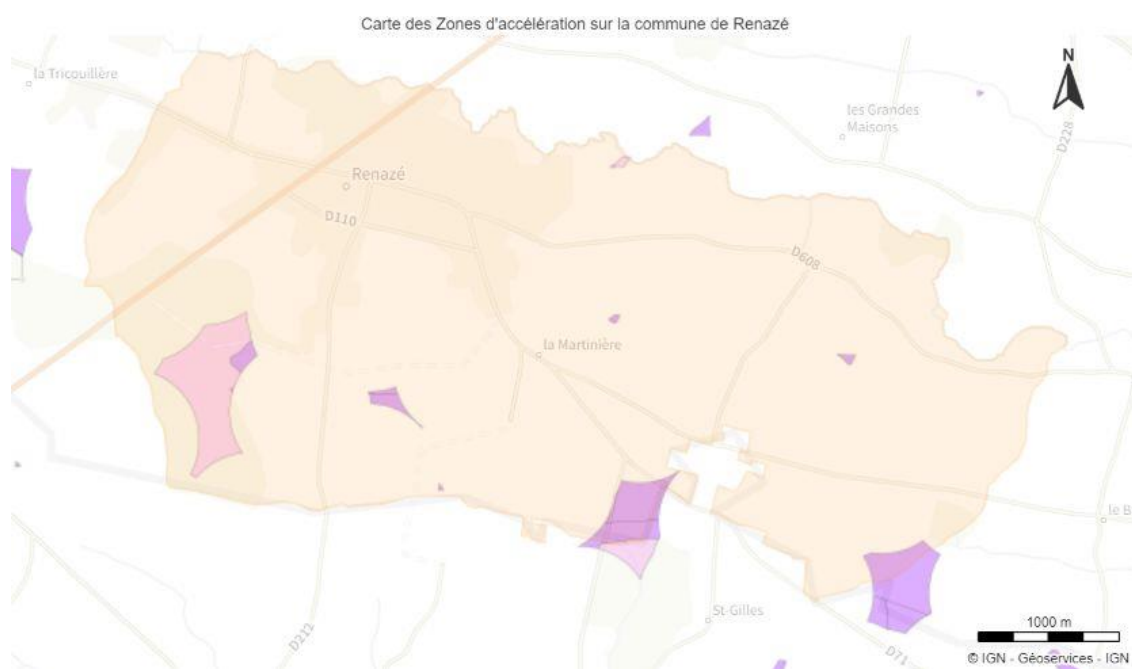 Carte des Zones d'accélération sur la commune de Renazé
N
la Tricouillère
les Grandes
Maisons
D228
Renazé
D110
D608
la Martinière
le B
St-Gilles
D212
D71
1000 m
© IGN - Géoservices - IGN